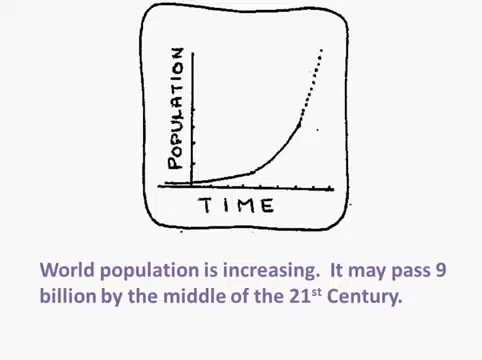 POPULATION
TIME
World population is increasing.  It may pass 9
billion by the middle of the 21st Century.